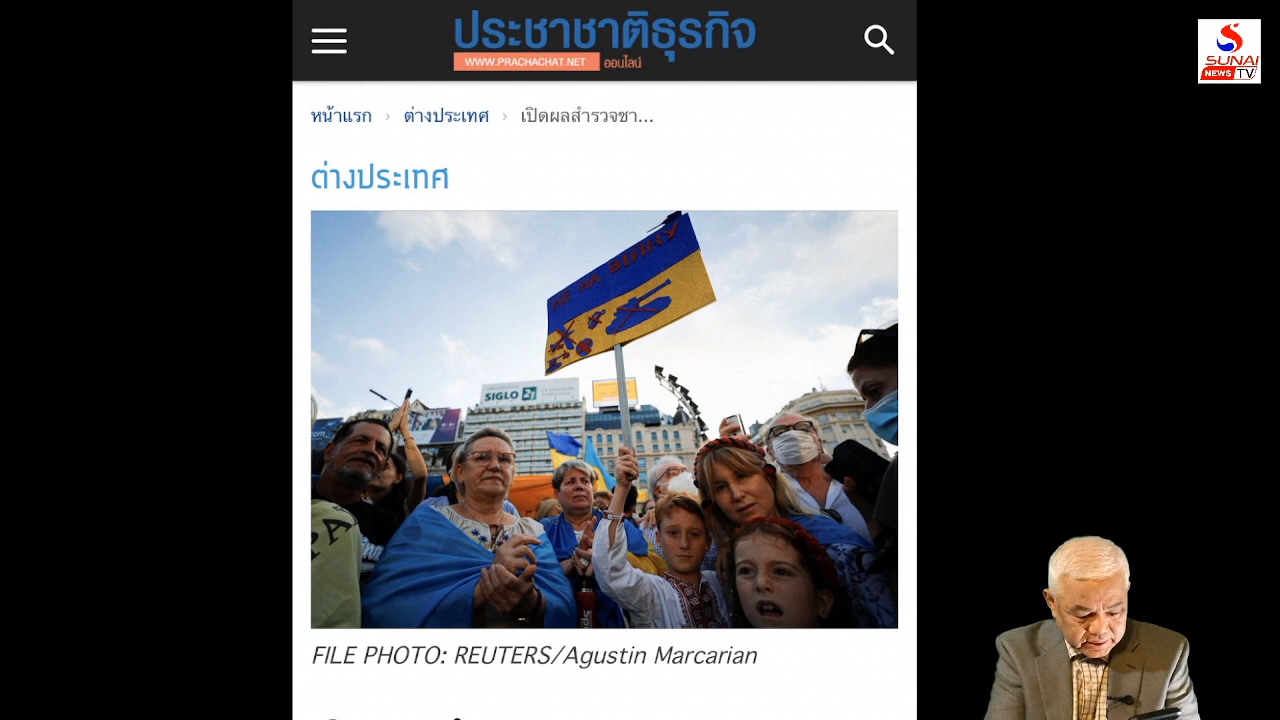 ประชาชาติธุรกิจ
WWW.PRACHACHAT.NET ออนไลน์
SUNAI
NEWS TV
หน้าแรก › ต่างประเทศ › เปิดผลสำรวจชา...
ต่างประเทศ
SIGLO 21
FILE PHOTO: REUTERS/Agustin Marcarian